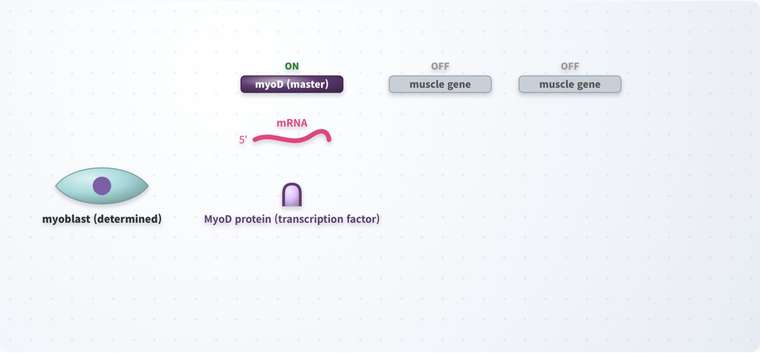 ON
OFF
OFF
myoD (master)
muscle gene
muscle gene
mRNA
5'
myoblast (determined)
MyoD protein (transcription factor)